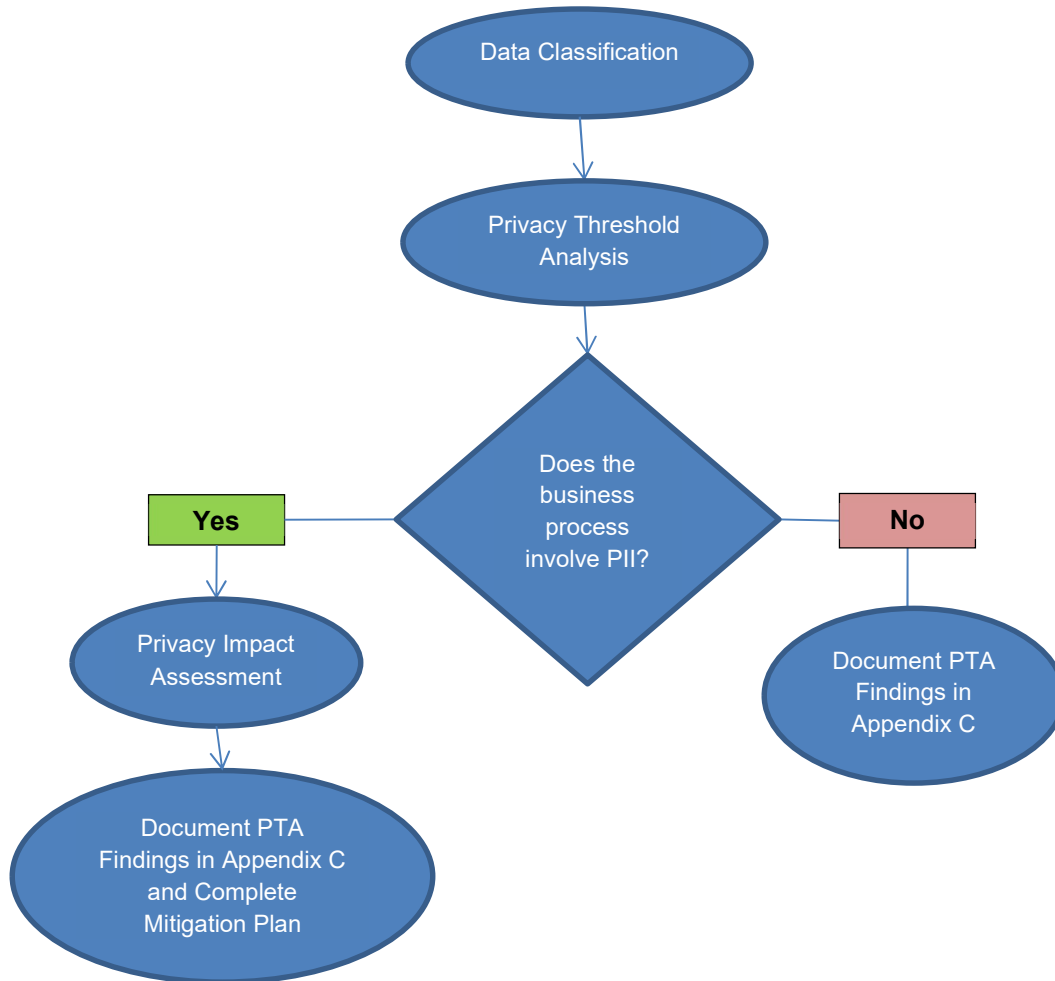 Data Classification
Privacy Threshold
Analysis
Does the
business
process
involve PII?
Yes
No
Privacy Impact
Assessment
Document PTA
Findings in
Appendix C
Document PTA
Findings in Appendix C
and Complete
Mitigation Plan